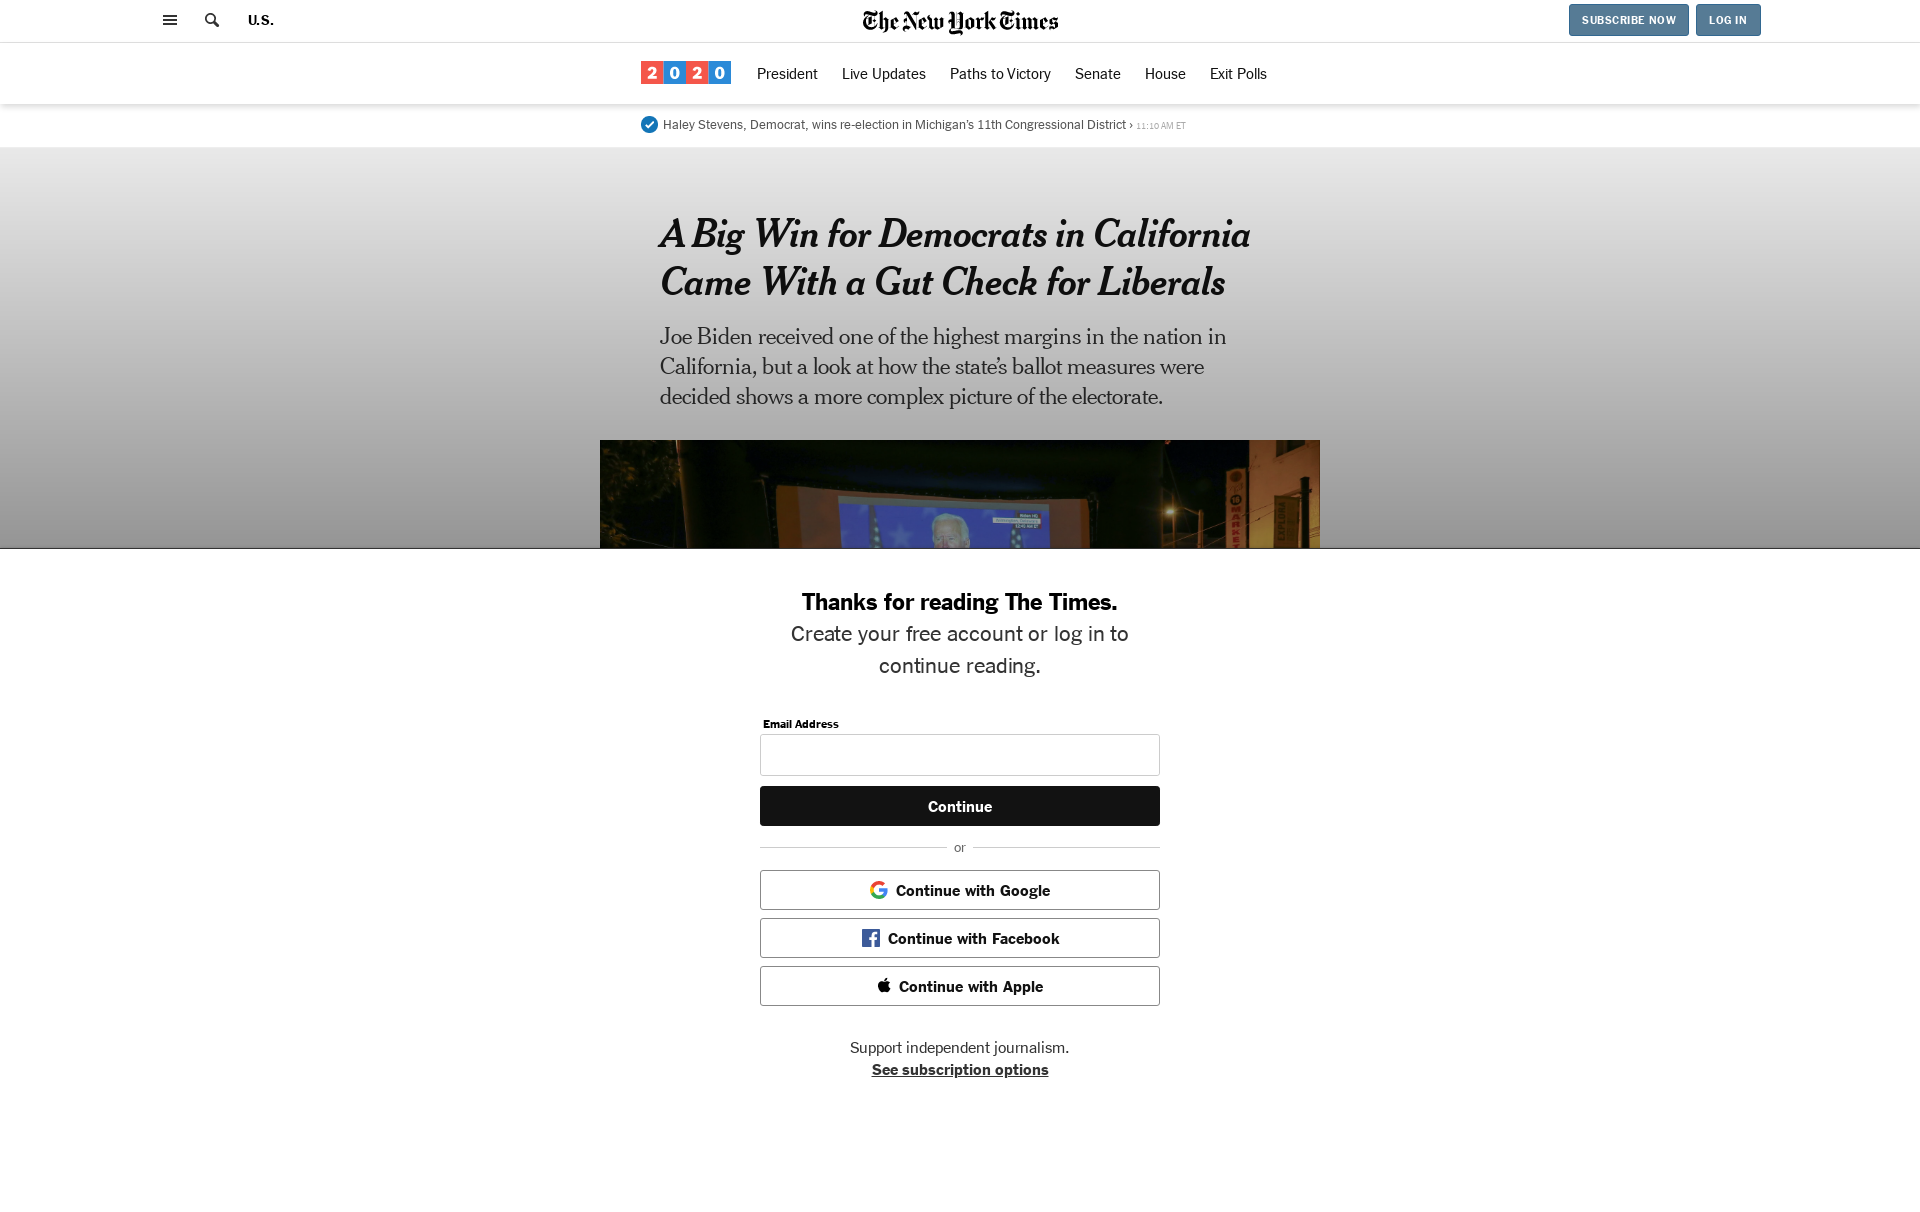 U.S.
The New York Times
SUBSCRIBE NOW
LOG IN
2020
President
Live Updates
Paths to Victory
Senate
House
Exit Polls
Haley Stevens, Democrat, wins re-election in Michigan’s 11th Congressional District › 11:10 AM ET
A Big Win for Democrats in California
Came With a Gut Check for Liberals
Joe Biden received one of the highest margins in the nation in
California, but a look at how the state’s ballot measures were
decided shows a more complex picture of the electorate.
Thanks for reading The Times.
Create your free account or log in to
continue reading.
Email Address
Continue
or
Continue with Google
Continue with Facebook
Continue with Apple
Support independent journalism.
See subscription options